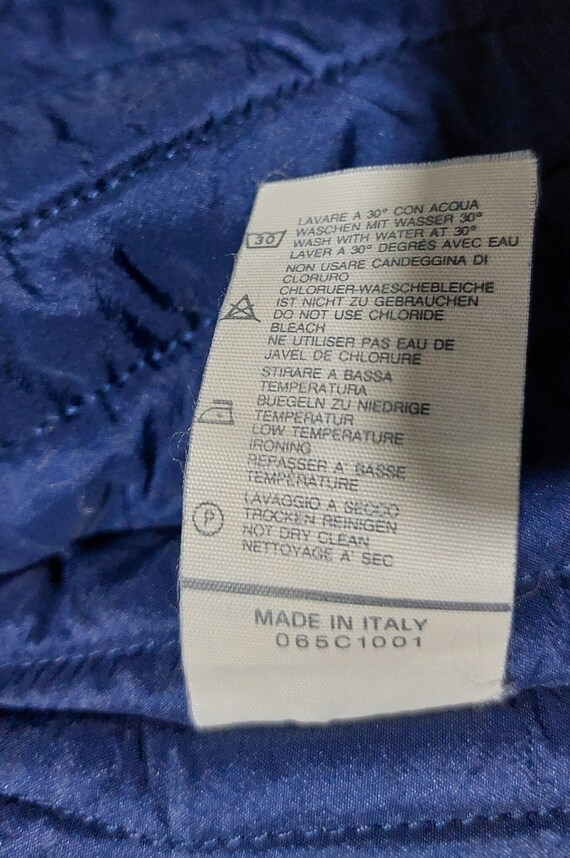 30
LAVARE A 30° CON ACQUA
WASCHEN MIT WASSER 30°
WASH WITH WATER AT 30°
LAVER A 30° DEGRÉS AVEC EAU
NON USARE CANDEGGINA DI
CLORURO
CHLORUER-WAESCHEBLEICHE
IST NICHT ZU GEBRAUCHEN
DO NOT USE CHLORIDE
BLEACH
NE UTILISER PAS EAU DE
JAVEL DE CHLORURE
STIRARE A BASSA
TEMPERATURA
BUEGELN ZU NIEDRIGE
TEMPERATUR
LOW TEMPERATURE
IRONING
REPASSER A' BASSE
TEMPÉRATURE
P
LAVAGGIO A SECCO
TROCKEN REINIGEN
NOT DRY CLEAN
NETTOYAGE A' SEC
MADE IN ITALY
065C1001